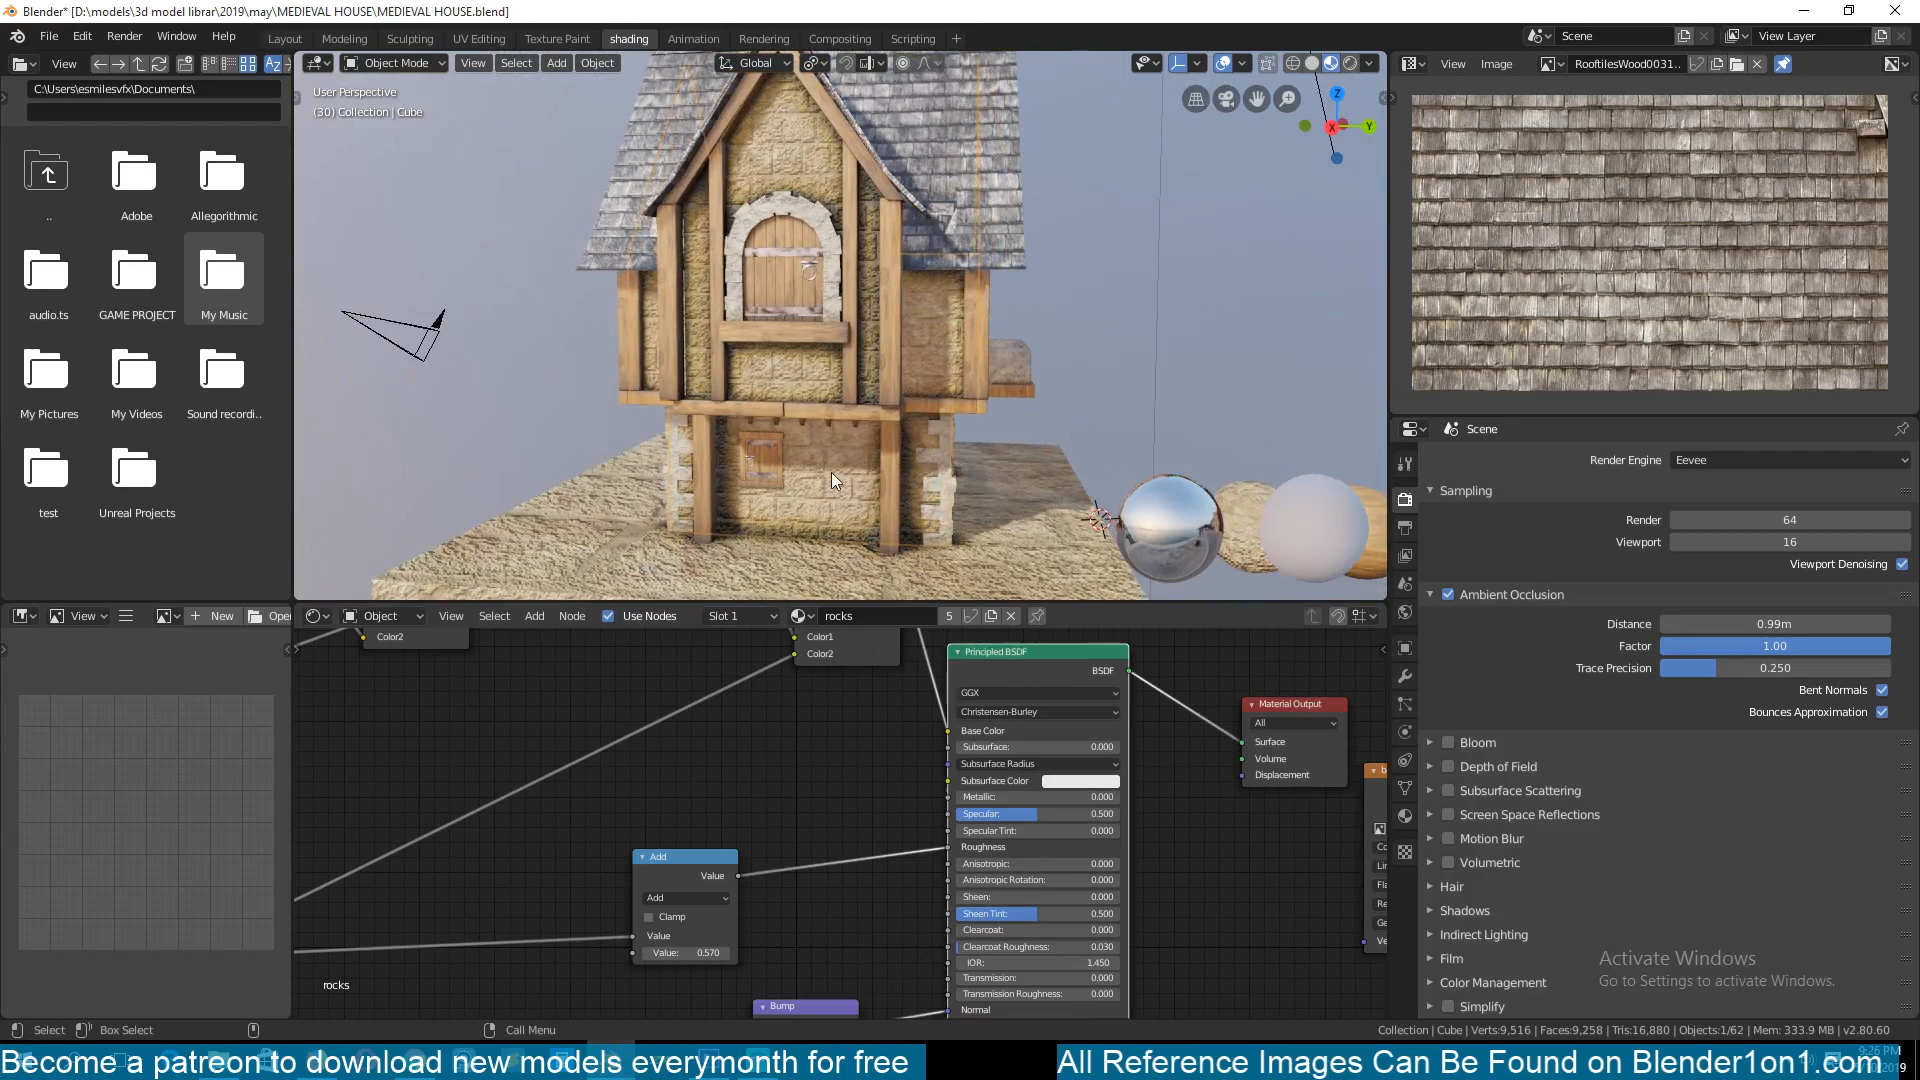 Blender* [D:\models\3d model librar\2019\may\MEDIEVAL HOUSE\MEDIEVAL HOUSE.blend]
File Edit Render Window Help
Layout Modeling Sculpting UV Editing Texture Paint shading Animation Rendering Compositing Scripting
Scene
View Layer
View
Object Mode View Select Add Object
Global
View Image RooftilesWood0031..
C:\Users\esmilesvfx\Documents\
User Perspective
(30) Collection | Cube
Z
X
Y
..
Adobe
Allegorithmic
audio.ts
GAME PROJECT
My Music
My Pictures
My Videos
Sound recordi..
test
Unreal Projects
Scene
Render Engine Eevee
Sampling
Render 64
Viewport 16
Viewport Denoising
Ambient Occlusion
Distance 0.99m
Factor 1.00
Trace Precision 0.250
Bent Normals
Bounces Approximation
Bloom
Depth of Field
Subsurface Scattering
Screen Space Reflections
Motion Blur
Volumetric
Hair
Shadows
Indirect Lighting
Film
Color Management
Simplify
Activate Windows
Go to Settings to activate Windows.
View New Open
Object View Select Add Node Use Nodes Slot 1 rocks 5
Color2
Color1
Color2
Principled BSDF
BSDF
GGX
Christensen-Burley
Base Color
Subsurface: 0.000
Subsurface Radius
Subsurface Color
Metallic: 0.000
Specular: 0.500
Specular Tint: 0.000
Roughness
Anisotropic: 0.000
Anisotropic Rotation: 0.000
Sheen: 0.000
Sheen Tint: 0.500
Clearcoat: 0.000
Clearcoat Roughness: 0.030
IOR: 1.450
Transmission: 0.000
Transmission Roughness: 0.000
Normal
Material Output
All
Surface
Volume
Displacement
Add
Value
Add
Clamp
Value
Value: 0.570
Bump
rocks
Select Box Select Call Menu
Collection | Cube | Verts:9,516 | Faces:9,258 | Tris:16,880 | Objects:1/62 | Mem: 333.9 MB | v2.80.60
Become a patreon to download new models everymonth for free
All Reference Images Can Be Found on Blender1on1.com
9:26 PM